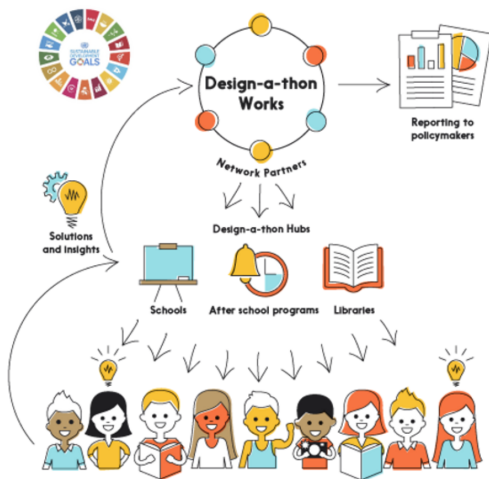 SUSTAINABLE
DEVELOPMENT
GOALS
Design-a-thon
Works
Network Partners
Reporting to
policymakers
Solutions
and insights
Design-a-thon Hubs
Schools
After school programs
Libraries